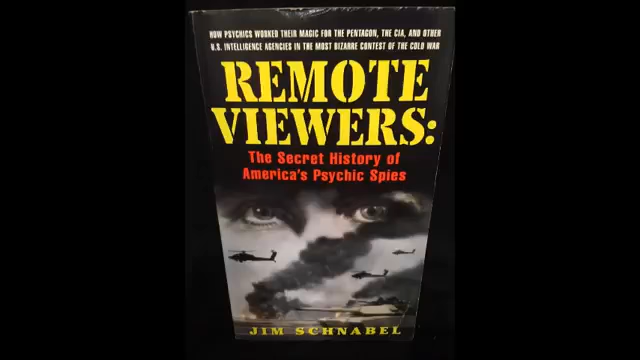 HOW PSYCHICS WORKED THEIR MAGIC FOR THE PENTAGON, THE CIA, AND OTHER
U.S. INTELLIGENCE AGENCIES IN THE MOST BIZARRE CONTEST OF THE COLD WAR
REMOTE
VIEWERS:
The Secret History of
America's Psychic Spies
JIM SCHNABEL